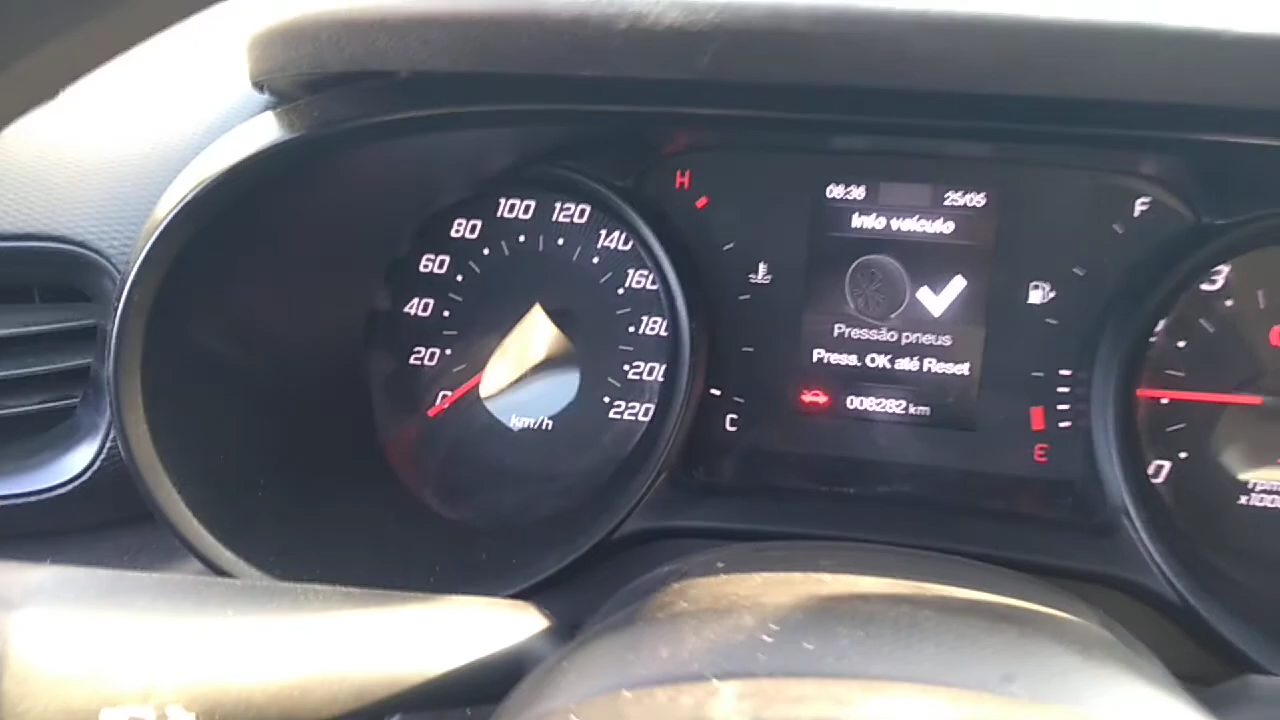 0
20
40
60
80
100
120
140
160
180
200
220
km/h
H
C
08:36 25/05
Info veículo
Pressão pneus
Press. OK até Reset
008282 km
F
E
3
0
rpm